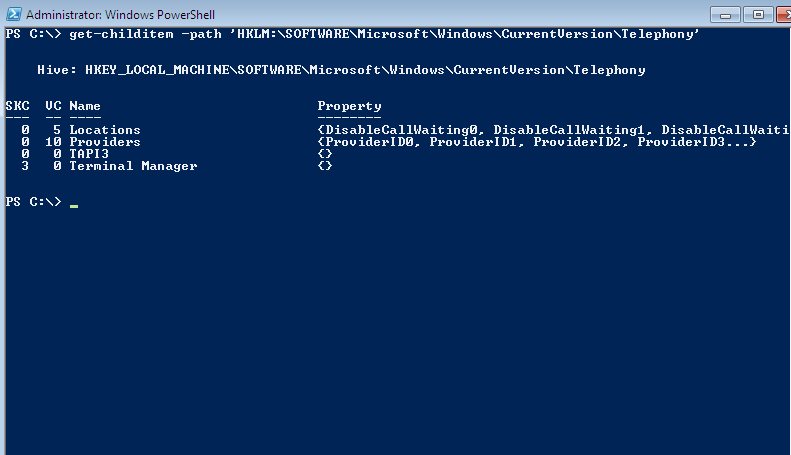 Administrator: Windows PowerShell
PS C:\> get-childitem -path 'HKLM:\SOFTWARE\Microsoft\Windows\CurrentVersion\Telephony'
Hive: HKEY_LOCAL_MACHINE\SOFTWARE\Microsoft\Windows\CurrentVersion\Telephony
SKC VC Name Property
--- -- ---- --------
0 5 Locations {DisableCallWaiting0, DisableCallWaiting1, DisableCallWaiti
0 10 Providers {ProviderID0, ProviderID1, ProviderID2, ProviderID3...}
0 0 TAPI3 {}
3 0 Terminal Manager {}
PS C:\> _